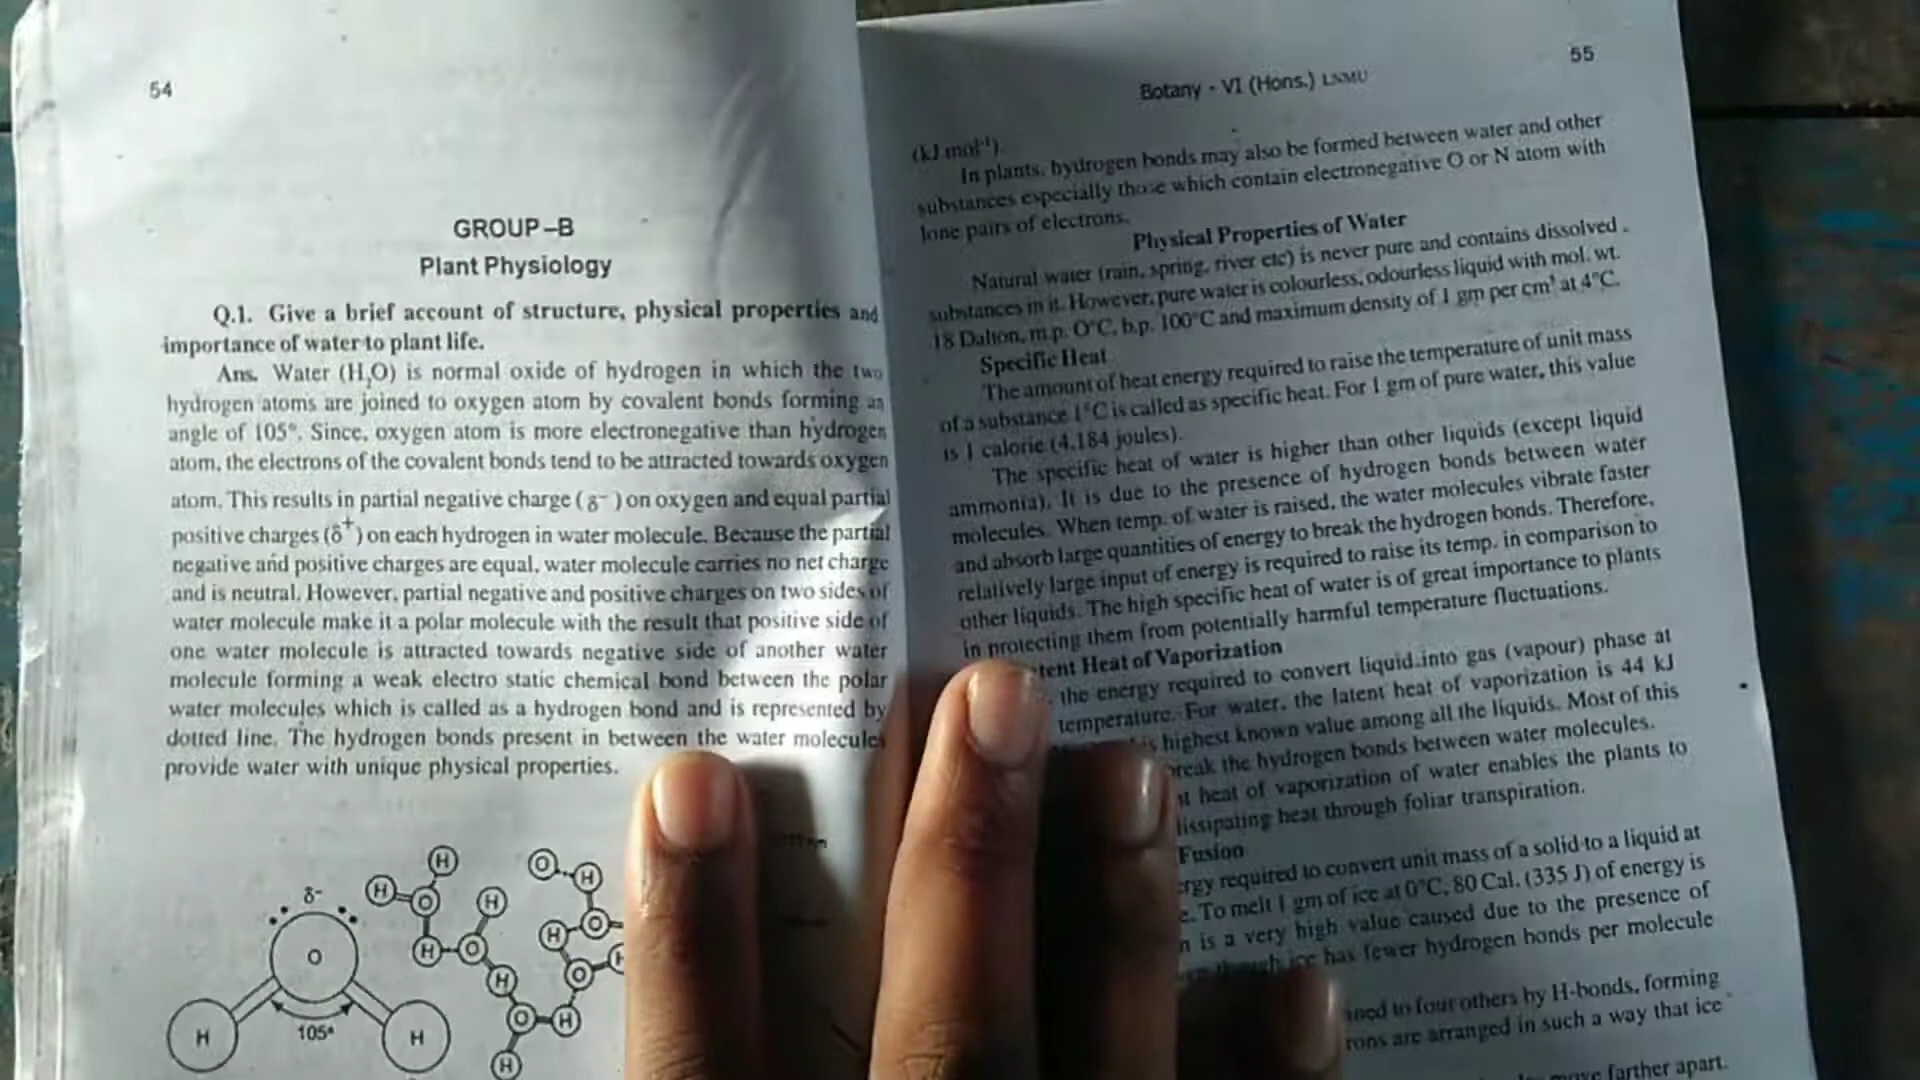 54
GROUP–B
Plant Physiology
Q.1. Give a brief account of structure, physical properties and
importance of water to plant life.
Ans. Water (H₂O) is normal oxide of hydrogen in which the two
hydrogen atoms are joined to oxygen atom by covalent bonds forming an
angle of 105°. Since, oxygen atom is more electronegative than hydrogen
atom, the electrons of the covalent bonds tend to be attracted towards oxygen
atom. This results in partial negative charge (δ⁻) on oxygen and equal partial
positive charges (δ⁺) on each hydrogen in water molecule. Because the partial
negative and positive charges are equal, water molecule carries no net charge
and is neutral. However, partial negative and positive charges on two sides of
water molecule make it a polar molecule with the result that positive side of
one water molecule is attracted towards negative side of another water
molecule forming a weak electro static chemical bond between the polar
water molecules which is called as a hydrogen bond and is represented by
dotted line. The hydrogen bonds present in between the water molecules
provide water with unique physical properties.
δ-
O
H
105°
H
H
H
O
H
H
O
H
O
H
H
O
H
H
O
H
O
H
55
Botany - VI (Hons.) LNMU
(kJ mol⁻¹).
In plants, hydrogen bonds may also be formed between water and other
substances especially those which contain electronegative O or N atom with
lone pairs of electrons.
Physical Properties of Water
Natural water (rain, spring, river etc) is never pure and contains dissolved
substances in it. However, pure water is colourless, odourless liquid with mol. wt.
18 Dalton, m.p. O°C, b.p. 100°C and maximum density of 1 gm per cm³ at 4°C.
Specific Heat
The amount of heat energy required to raise the temperature of unit mass
of a substance 1°C is called as specific heat. For 1 gm of pure water, this value
is 1 calorie (4.184 joules).
The specific heat of water is higher than other liquids (except liquid
ammonia). It is due to the presence of hydrogen bonds between water
molecules. When temp. of water is raised, the water molecules vibrate faster
and absorb large quantities of energy to break the hydrogen bonds. Therefore,
relatively large input of energy is required to raise its temp. in comparison to
other liquids. The high specific heat of water is of great importance to plants
in protecting them from potentially harmful temperature fluctuations.
Heat of Vaporization
the energy required to convert liquid into gas (vapour) phase at
temperature. For water, the latent heat of vaporization is 44 kJ
is highest known value among all the liquids. Most of this
break the hydrogen bonds between water molecules.
heat of vaporization of water enables the plants to
dissipating heat through foliar transpiration.
Fusion
required to convert unit mass of a solid to a liquid at
To melt 1 gm of ice at 0°C, 80 Cal. (335 J) of energy is
is a very high value caused due to the presence of
though ice has fewer hydrogen bonds per molecule
to four others by H-bonds, forming
are arranged in such a way that ice
move farther apart.